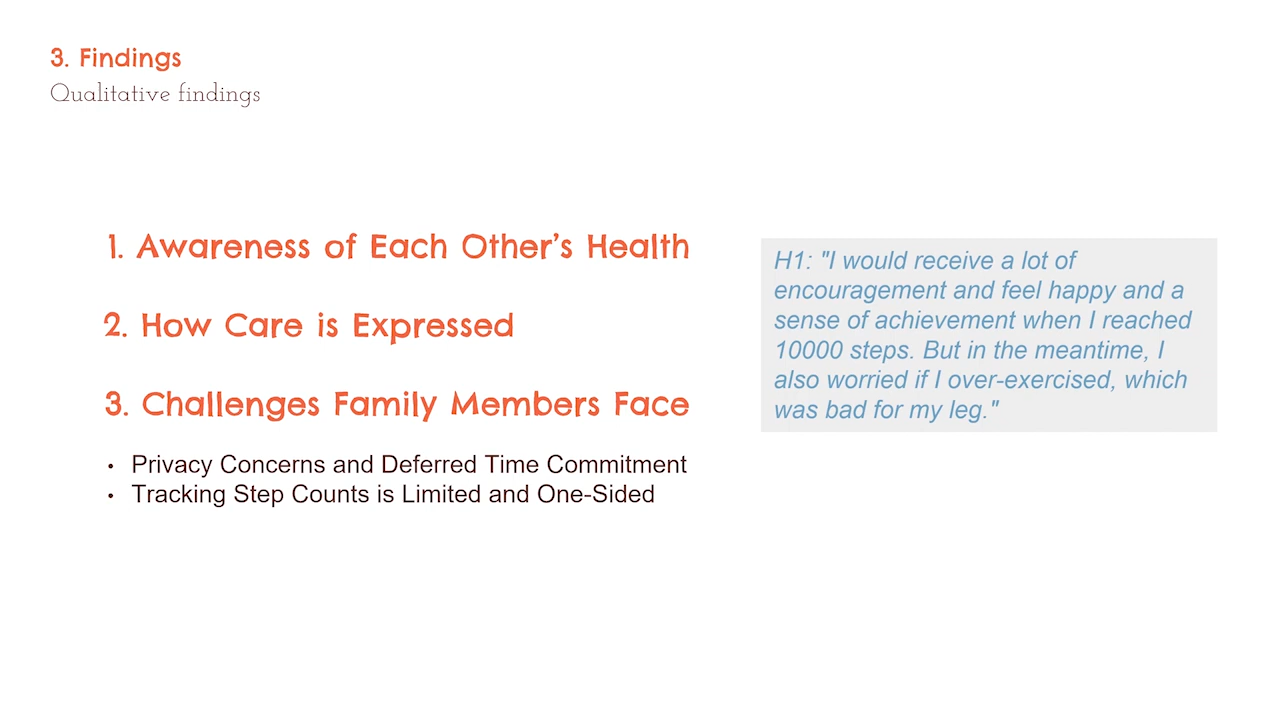 3. Findings
Qualitative findings
1. Awareness of Each Other's Health
2. How Care is Expressed
3. Challenges Family Members Face
• Privacy Concerns and Deferred Time Commitment
• Tracking Step Counts is Limited and One-Sided
H1: "I would receive a lot of
encouragement and feel happy and a
sense of achievement when I reached
10000 steps. But in the meantime, I
also worried if I over-exercised, which
was bad for my leg."